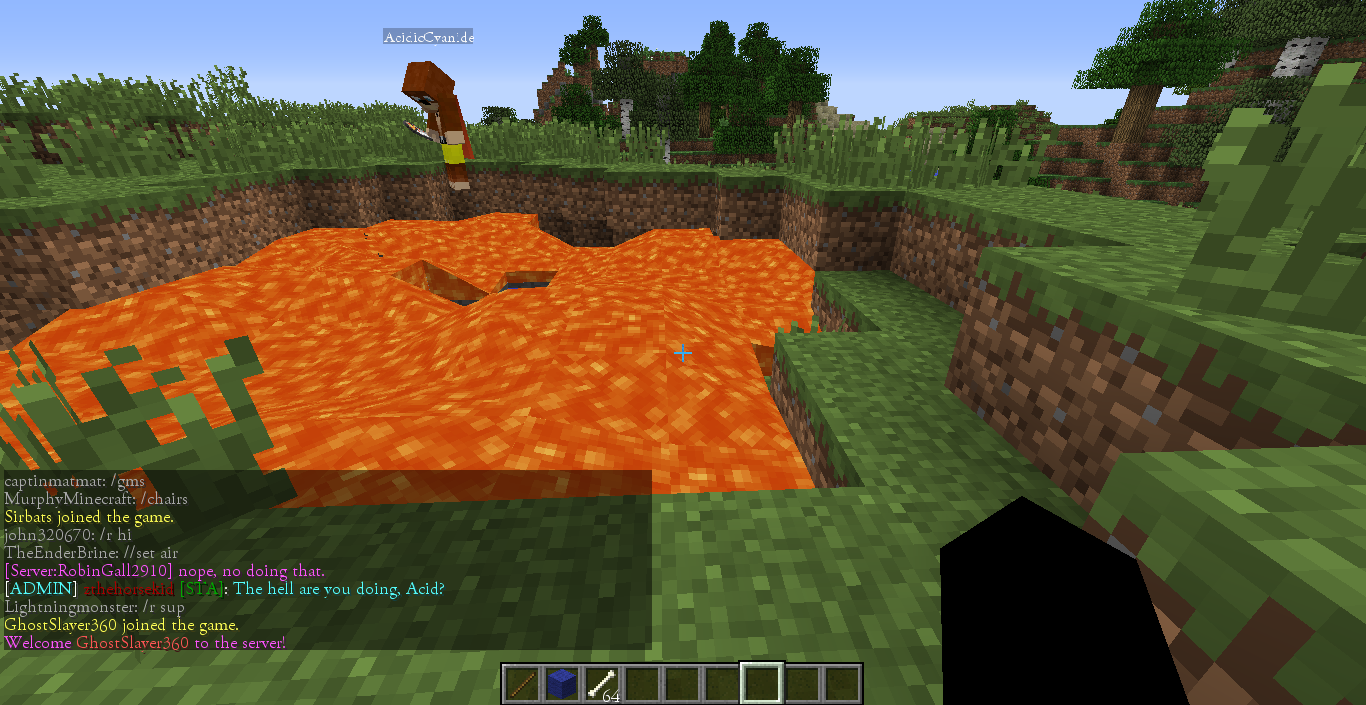 AcidicCyanide
captinmatmat: /gms
MurphyMinecraft: /chairs
Sirbats joined the game.
john320670: /r hi
TheEnderBrine: //set air
[Server:RobinGall2910] nope, no doing that.
[ADMIN] [STA]: The hell are you doing, Acid?
Lightningmonster: /r sup
GhostSlayer360 joined the game.
Welcome GhostSlayer360 to the server!
64